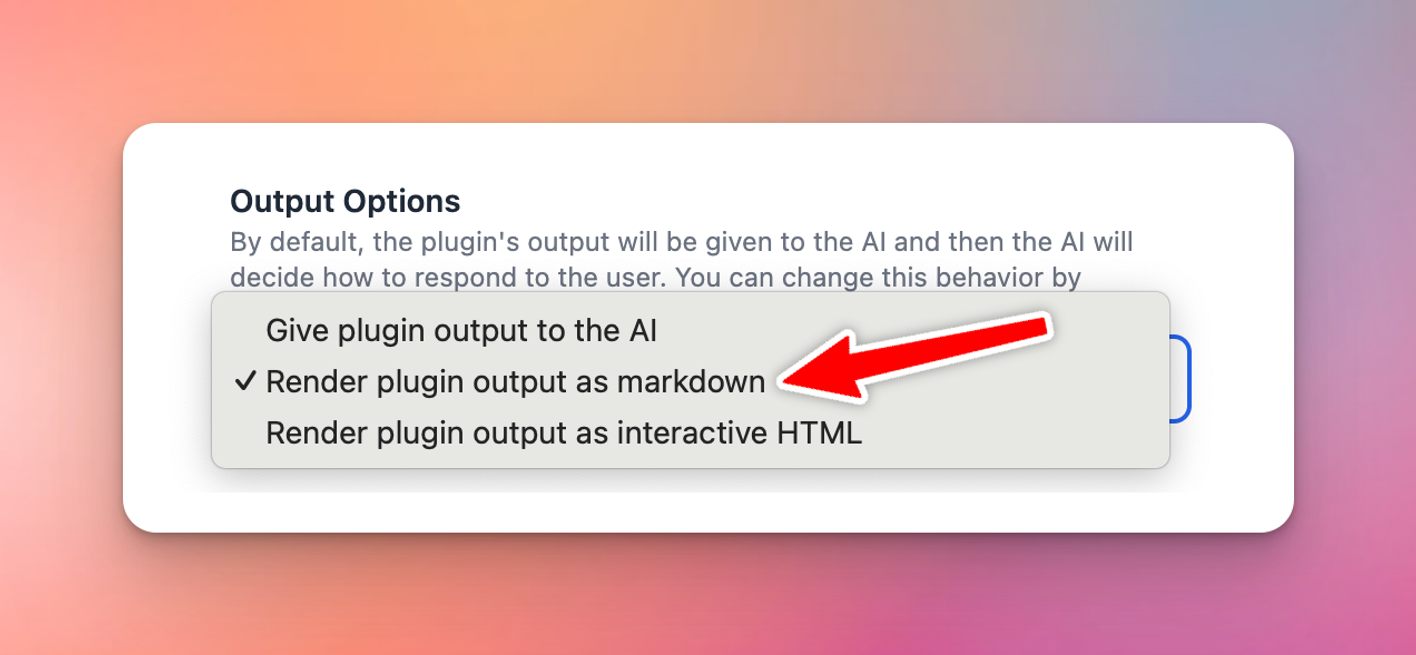 Output Options
By default, the plugin's output will be given to the AI and then the AI will
decide how to respond to the user. You can change this behavior by
Give plugin output to the AI
✓ Render plugin output as markdown
Render plugin output as interactive HTML